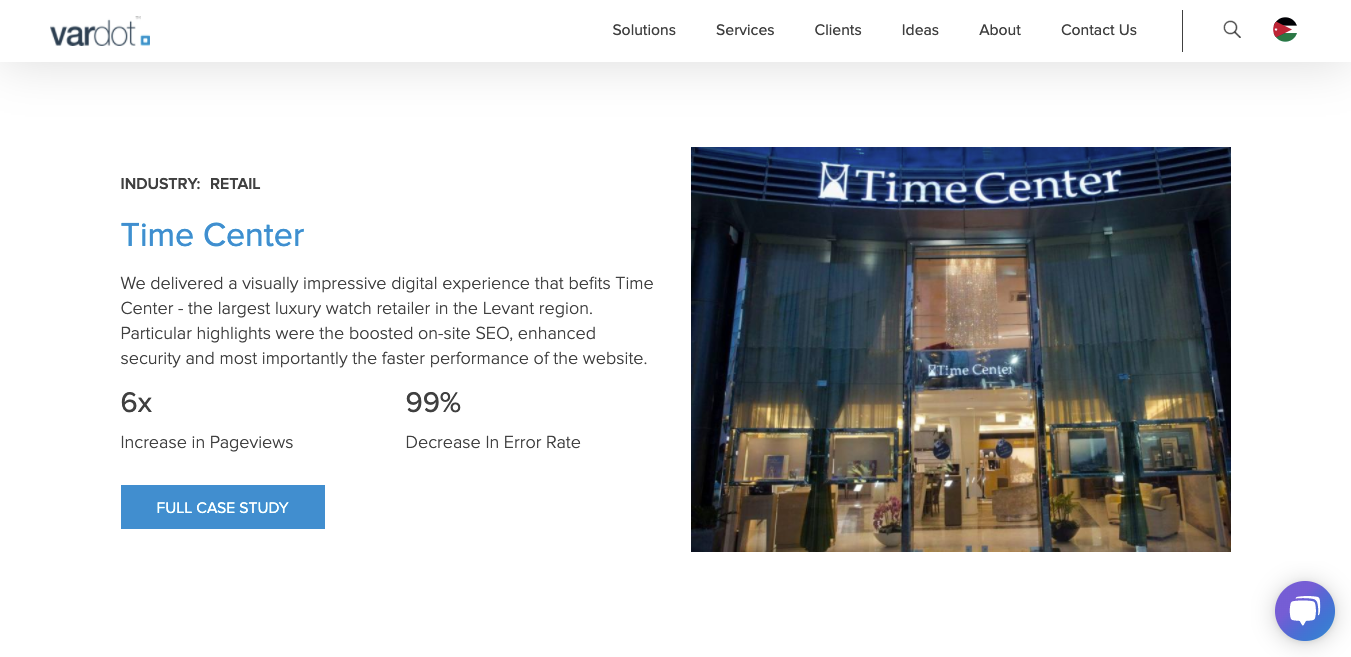 vardot
Solutions
Services
Clients
Ideas
About
Contact Us
INDUSTRY: RETAIL
Time Center
We delivered a visually impressive digital experience that befits Time
Center - the largest luxury watch retailer in the Levant region.
Particular highlights were the boosted on-site SEO, enhanced
security and most importantly the faster performance of the website.
6x
Increase in Pageviews
99%
Decrease In Error Rate
FULL CASE STUDY
Time Center
Time Center